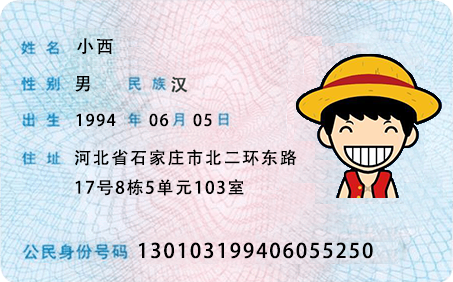 姓名 小西
性别 男 民族 汉
出生 1994 年 06 月 05 日
住址 河北省石家庄市北二环东路
17号8栋5单元103室
公民身份号码 130103199406055250